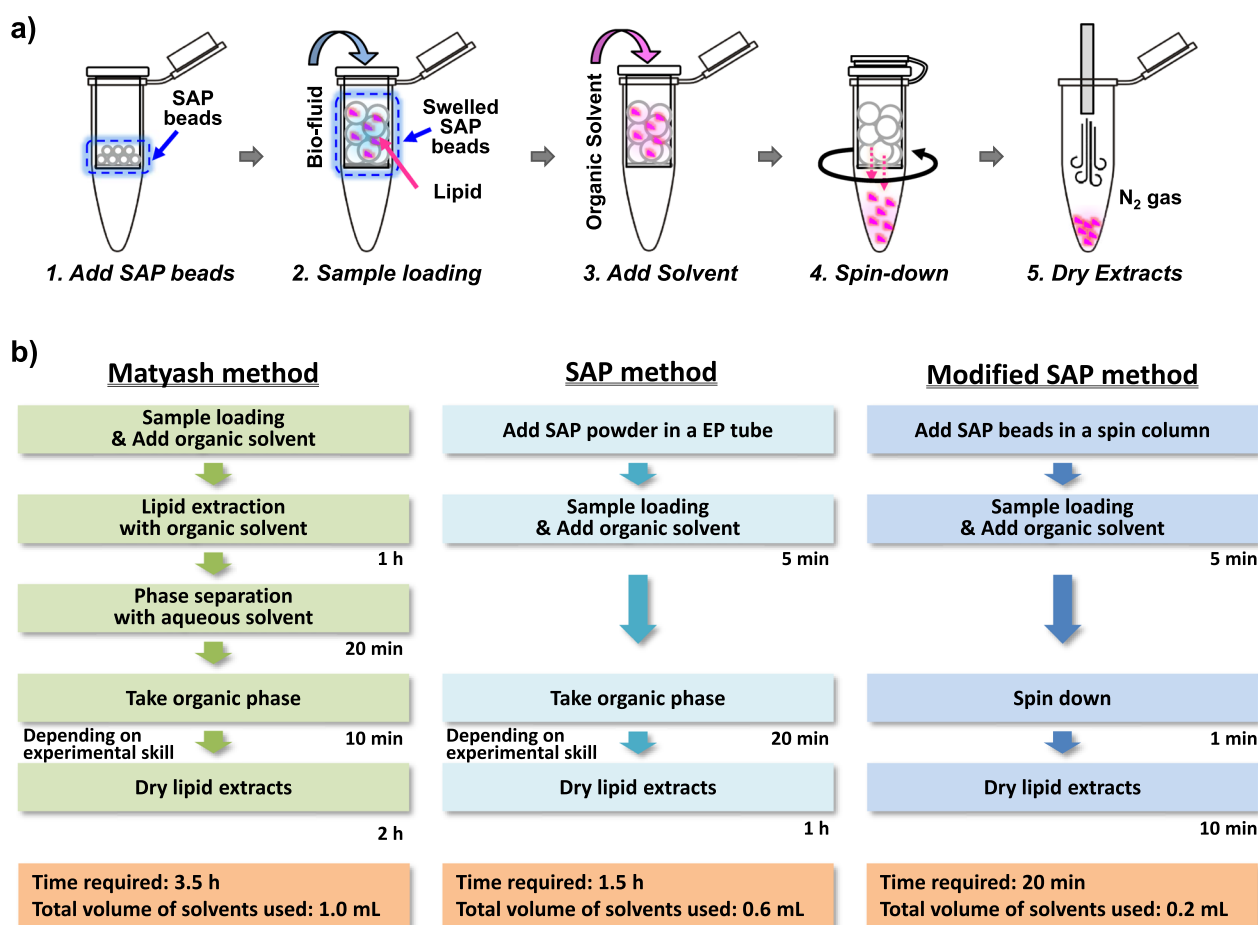 a)
SAP
beads
Bio-fluid
Swelled
SAP
beads
Lipid
Organic Solvent
N2 gas
1. Add SAP beads
2. Sample loading
3. Add Solvent
4. Spin-down
5. Dry Extracts
b)
Matyash method
Sample loading
& Add organic solvent
Lipid extraction
with organic solvent
1 h
Phase separation
with aqueous solvent
20 min
Take organic phase
Depending on
experimental skill
10 min
Dry lipid extracts
2 h
Time required: 3.5 h
Total volume of solvents used: 1.0 mL
SAP method
Add SAP powder in a EP tube
Sample loading
& Add organic solvent
5 min
Take organic phase
Depending on
experimental skill
20 min
Dry lipid extracts
1 h
Time required: 1.5 h
Total volume of solvents used: 0.6 mL
Modified SAP method
Add SAP beads in a spin column
Sample loading
& Add organic solvent
5 min
Spin down
1 min
Dry lipid extracts
10 min
Time required: 20 min
Total volume of solvents used: 0.2 mL